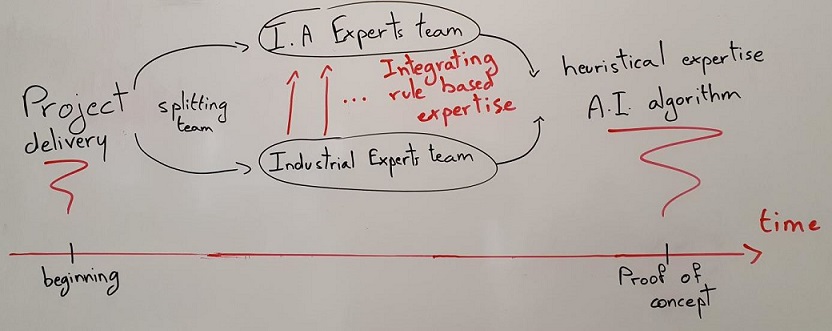 Project
delivery
splitting
team
I.A Experts team
Integrating
rule based
expertise
...
Industrial Experts team
heuristical expertise
A.I. algorithm
time
beginning
Proof of
concept